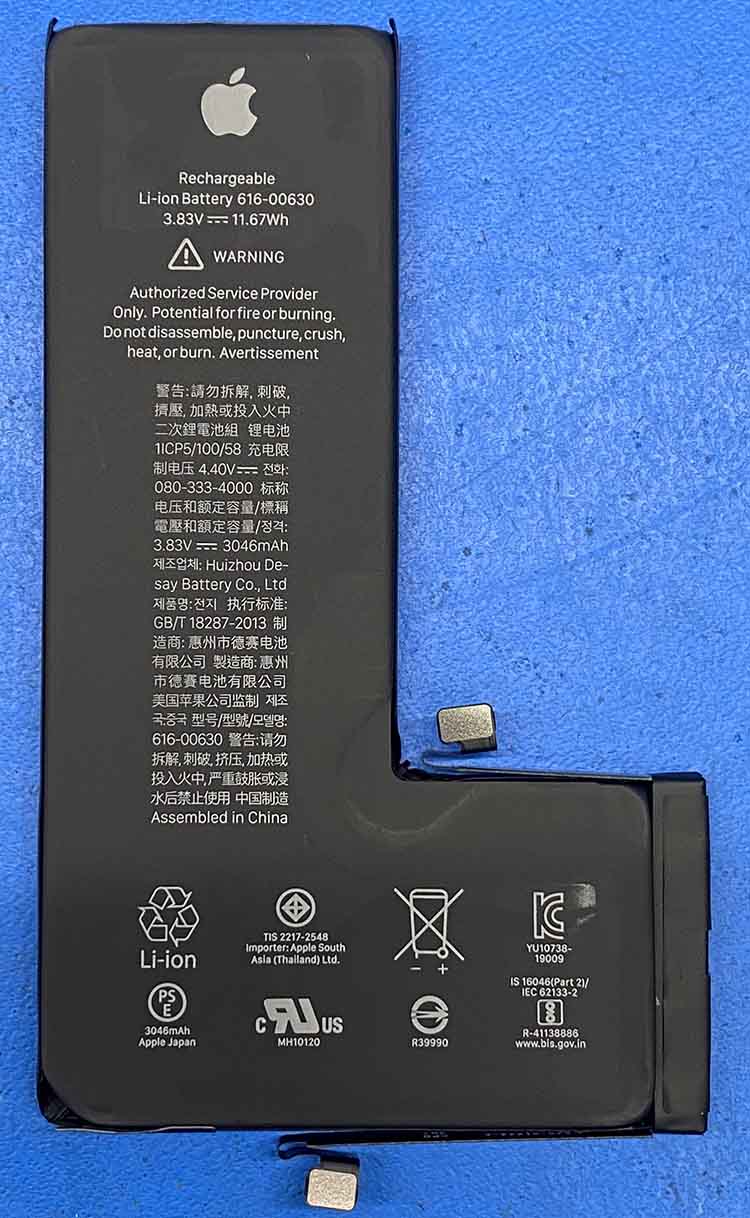 Rechargeable
Li-ion Battery 616-00630
3.83V⎓11.67Wh
WARNING
Authorized Service Provider
Only. Potential for fire or burning.
Do not disassemble, puncture, crush,
heat, or burn. Avertissement
警告:請勿拆解, 刺破,
擠壓, 加熱或投入火中
二次鋰電池組 锂电池
1ICP5/100/58 充电限
制电压 4.40V⎓ 전화:
080-333-4000 标称
电压和额定容量/標稱
電壓和額定容量/정격:
3.83V ⎓ 3046mAh
제조업체: Huizhou De-
say Battery Co., Ltd
제품명:전지 执行标准:
GB/T 18287-2013 制
造商: 惠州市德赛电池
有限公司 製造商: 惠州
市德賽電池有限公司
美国苹果公司监制 제조
국:중국 型号/型號/모델명:
616-00630 警告:请勿
拆解, 刺破, 挤压, 加热或
投入火中, 严重鼓胀或浸
水后禁止使用 中国制造
Assembled in China
Li-ion
TIS 2217-2548
Importer: Apple South
Asia (Thailand) Ltd.
- +
KC
YU10738-
19009
PS
E
3046mAh
Apple Japan
c RU US
MH10120
R39990
IS 16046(Part 2)/
IEC 62133-2
R-41138886
www.bis.gov.in